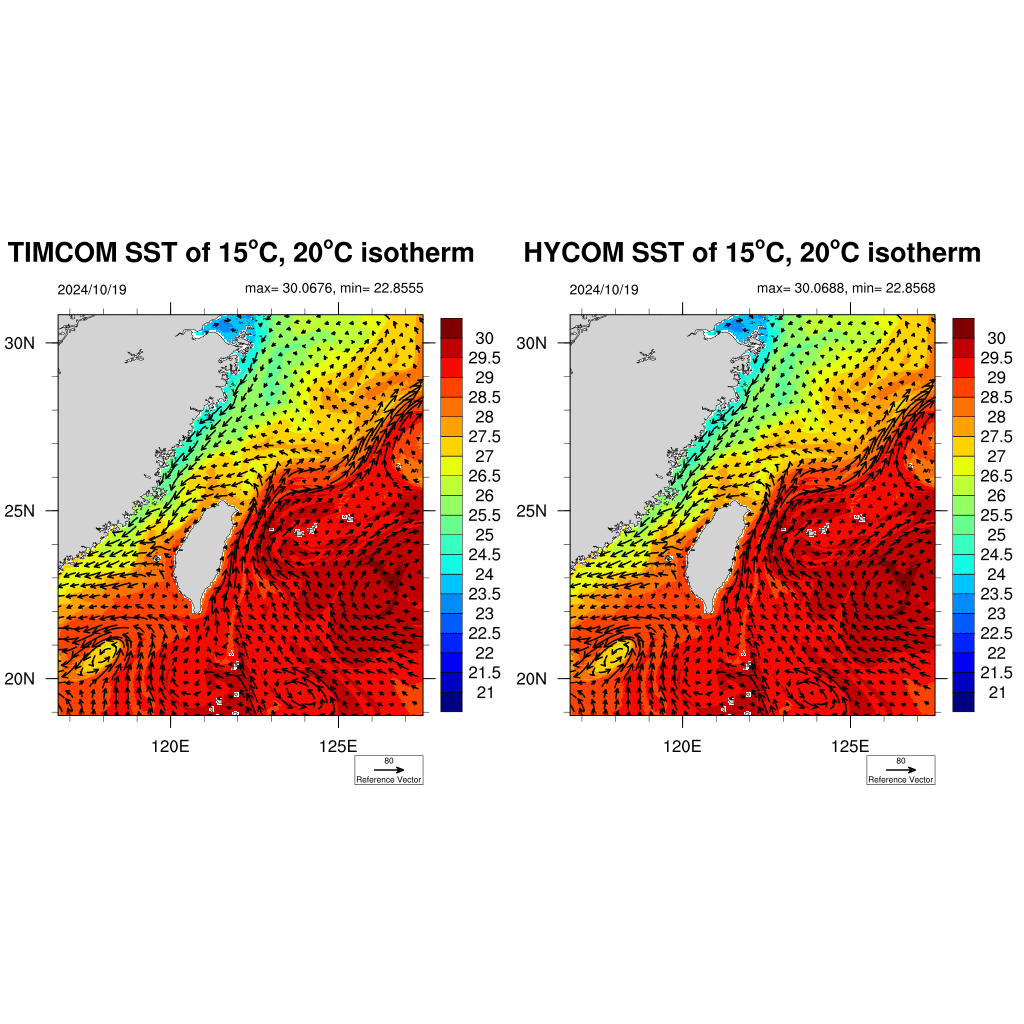 TIMCOM SST of 15°C, 20°C isotherm
2024/10/19 max= 30.0676, min= 22.8555
30N
25N
20N
120E 125E
30
29.5
29
28.5
28
27.5
27
26.5
26
25.5
25
24.5
24
23.5
23
22.5
22
21.5
21
80
Reference Vector
HYCOM SST of 15°C, 20°C isotherm
2024/10/19 max= 30.0688, min= 22.8568
30N
25N
20N
120E 125E
30
29.5
29
28.5
28
27.5
27
26.5
26
25.5
25
24.5
24
23.5
23
22.5
22
21.5
21
80
Reference Vector